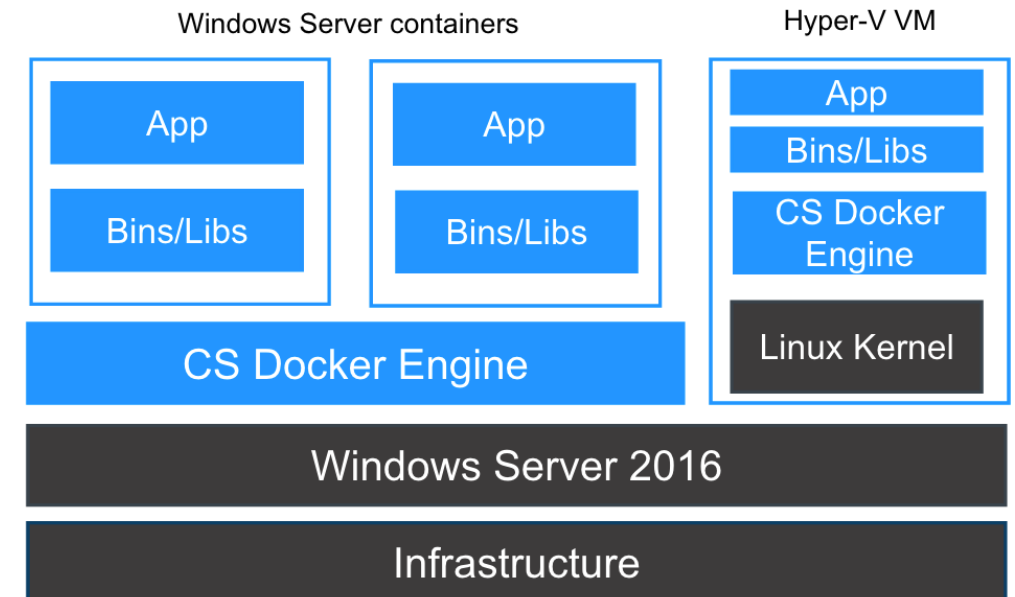 Windows Server containers
Hyper-V VM
App
Bins/Libs
App
Bins/Libs
CS Docker Engine
App
Bins/Libs
CS Docker
Engine
Linux Kernel
Windows Server 2016
Infrastructure